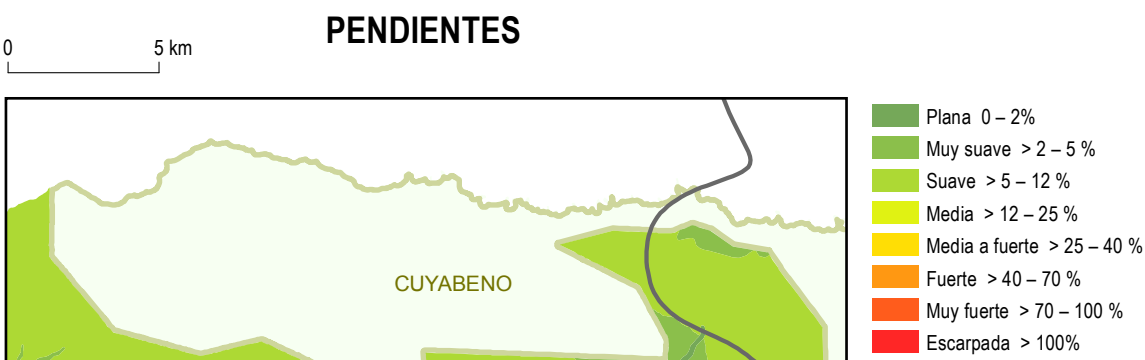 PENDIENTES
0 5 km
CUYABENO
Plana 0 – 2%
Muy suave > 2 – 5 %
Suave > 5 – 12 %
Media > 12 – 25 %
Media a fuerte > 25 – 40 %
Fuerte > 40 – 70 %
Muy fuerte > 70 – 100 %
Escarpada > 100%